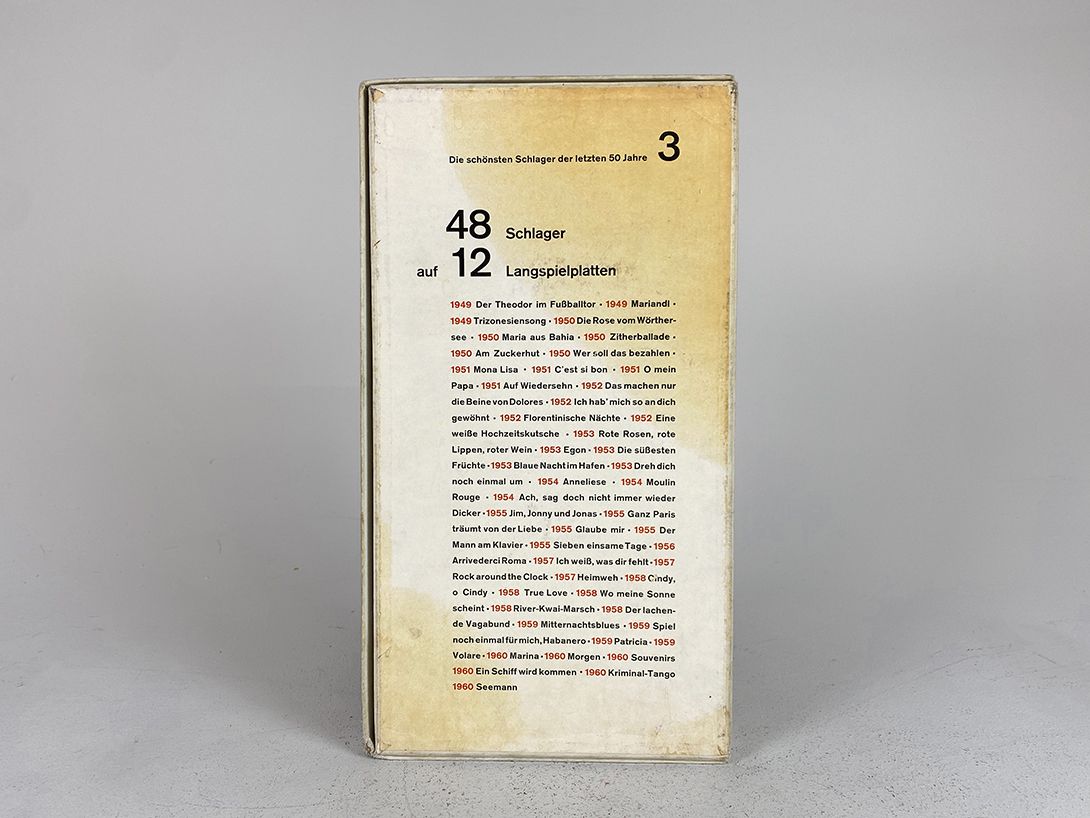 Die schönsten Schlager der letzten 50 Jahre 3
48 Schlager
auf 12 Langspielplatten
1949 Der Theodor im Fußballtor • 1949 Mariandl •
1949 Trizonesiensong • 1950 Die Rose vom Wörther-
see • 1950 Maria aus Bahia • 1950 Zitherballade •
1950 Am Zuckerhut • 1950 Wer soll das bezahlen •
1951 Mona Lisa • 1951 C'est si bon • 1951 O mein
Papa • 1951 Auf Wiedersehn • 1952 Das machen nur
die Beine von Dolores • 1952 Ich hab' mich so an dich
gewöhnt • 1952 Florentinische Nächte • 1952 Eine
weiße Hochzeitskutsche • 1953 Rote Rosen, rote
Lippen, roter Wein • 1953 Egon • 1953 Die süßesten
Früchte • 1953 Blaue Nacht im Hafen • 1953 Dreh dich
noch einmal um • 1954 Anneliese • 1954 Moulin
Rouge • 1954 Ach, sag doch nicht immer wieder
Dicker • 1955 Jim, Jonny und Jonas • 1955 Ganz Paris
träumt von der Liebe • 1955 Glaube mir • 1955 Der
Mann am Klavier • 1955 Sieben einsame Tage • 1956
Arrivederci Roma • 1957 Ich weiß, was dir fehlt • 1957
Rock around the Clock • 1957 Heimweh • 1958 Cindy,
o Cindy • 1958 True Love • 1958 Wo meine Sonne
scheint • 1958 River-Kwai-Marsch • 1958 Der lachen-
de Vagabund • 1959 Mitternachtsblues • 1959 Spiel
noch einmal für mich, Habanero • 1959 Patricia • 1959
Volare • 1960 Marina • 1960 Morgen • 1960 Souvenirs
1960 Ein Schiff wird kommen • 1960 Kriminal-Tango
1960 Seemann